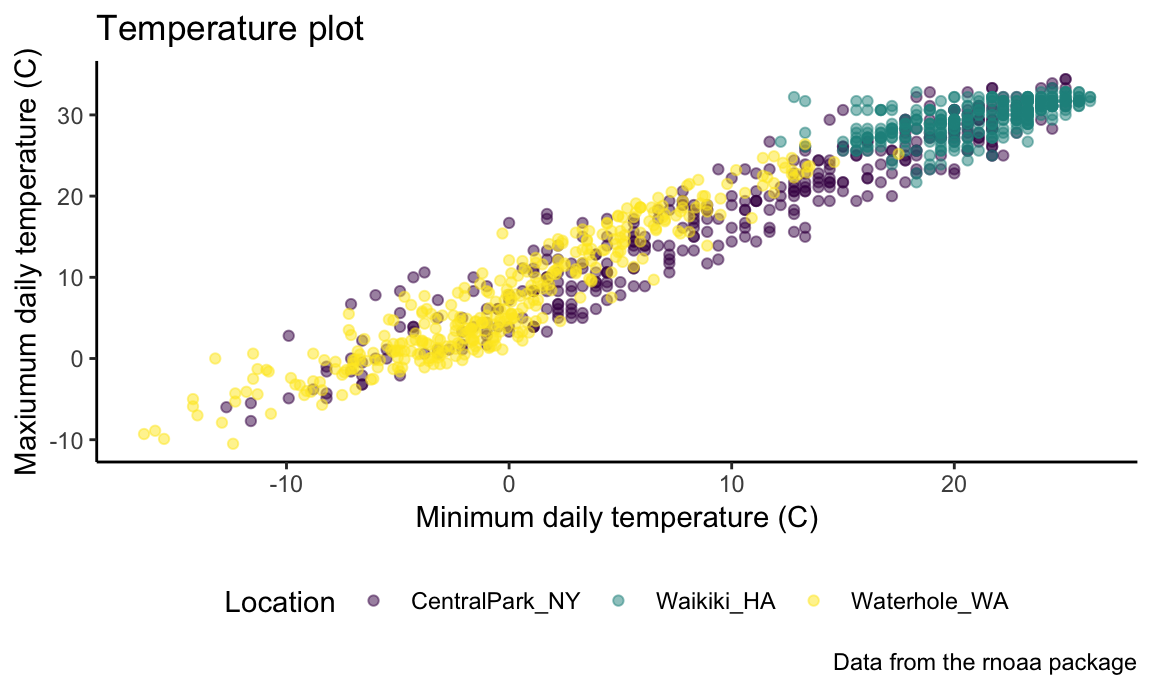 Temperature plot
Maxiumum daily temperature (C)
30
20
10
0
-10
-10 0 10 20
Minimum daily temperature (C)
Location CentralPark_NY Waikiki_HA Waterhole_WA
Data from the rnoaa package